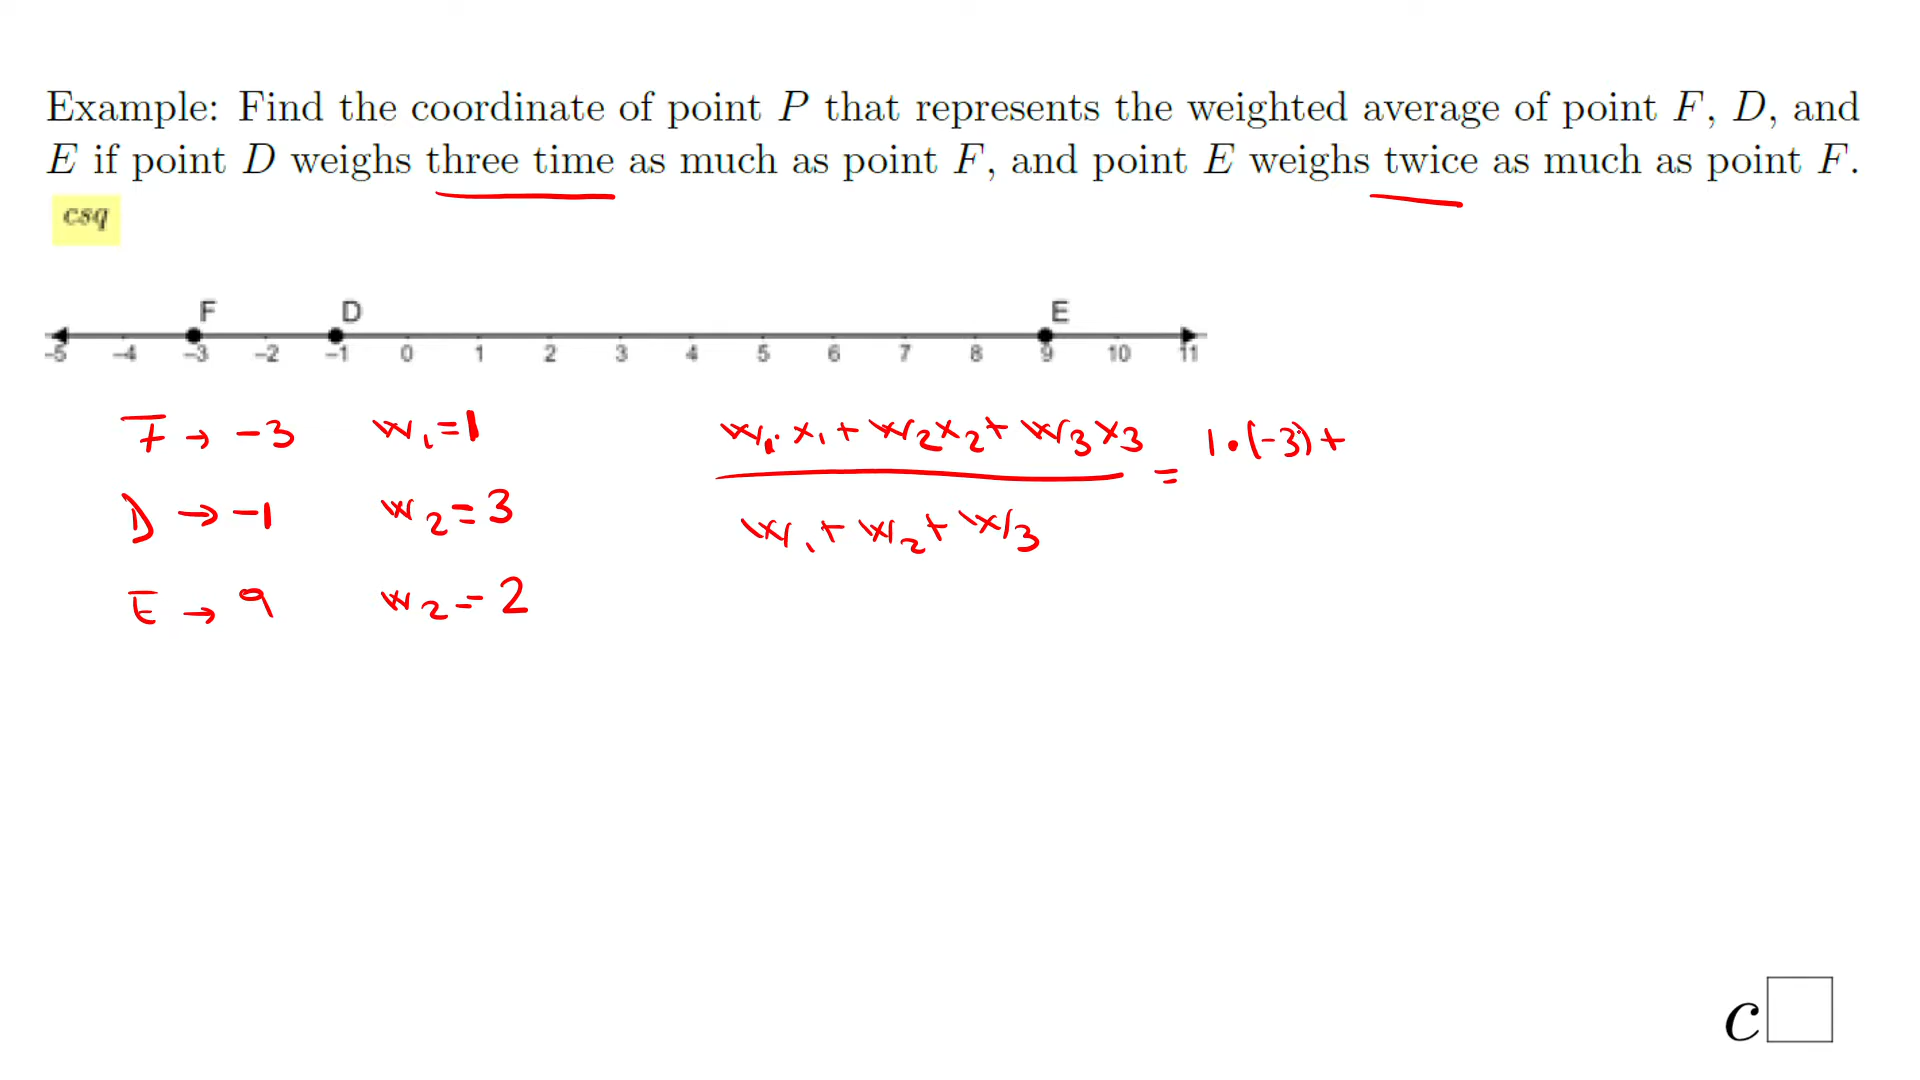 Example: Find the coordinate of point P that represents the weighted average of point F, D, and
E if point D weighs three time as much as point F, and point E weighs twice as much as point F.
csq
F D E
-5 -4 -3 -2 -1 0 1 2 3 4 5 6 7 8 9 10 11
F → -3 w₁=1
D → -1 w₂=3
E → 9 w₂=2
w₁·x₁+w₂x₂+w₃x₃ = 1·(-3)+
w₁+w₂+w₃
c